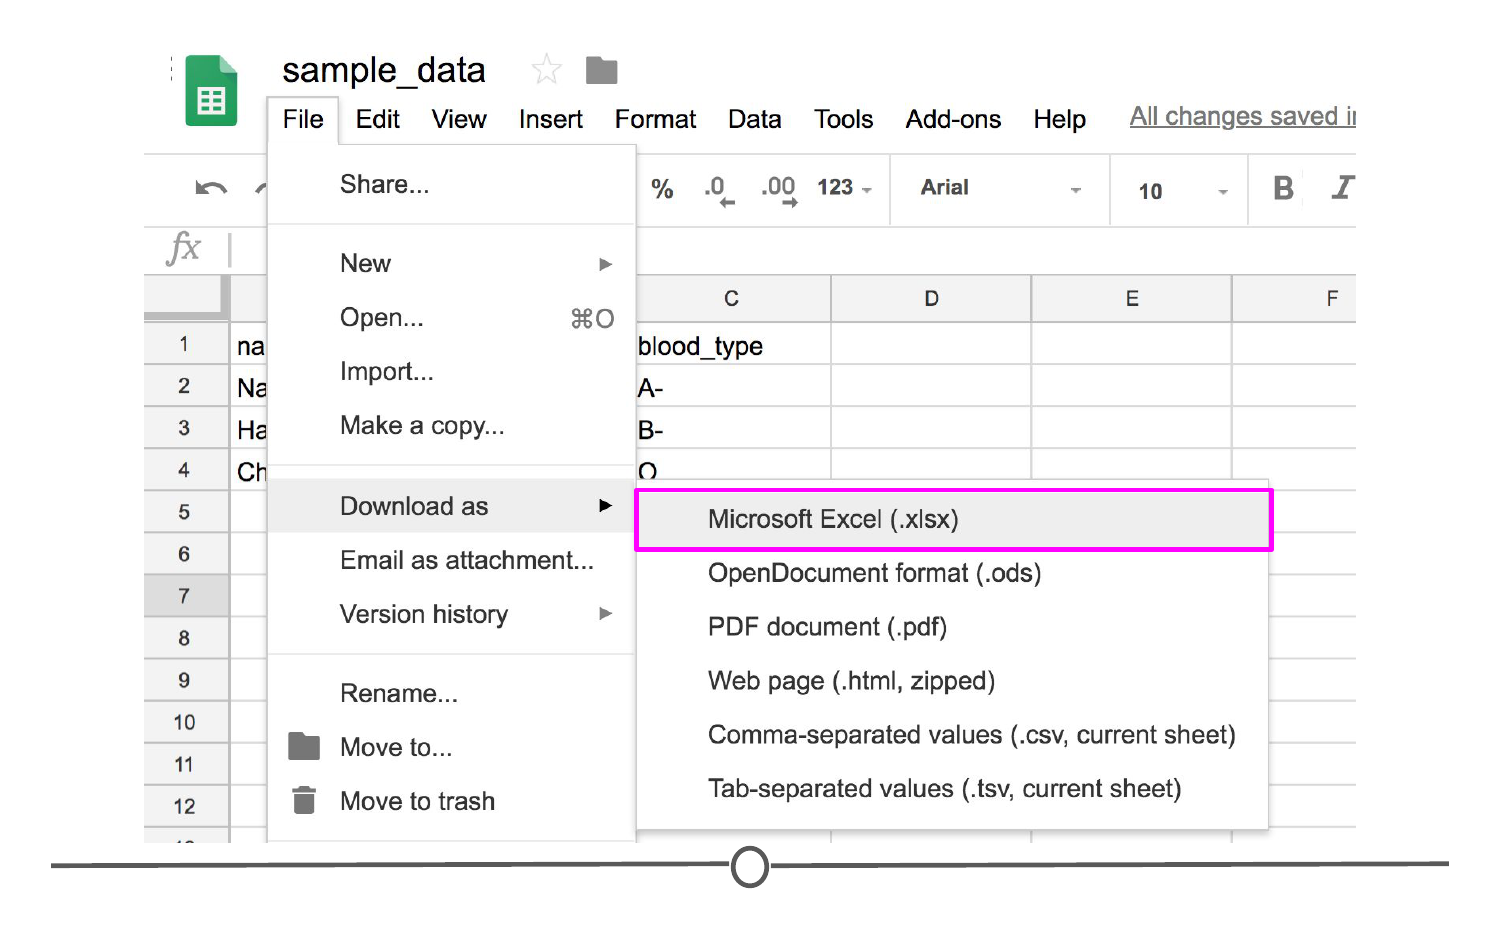 sample_data
File Edit View Insert Format Data Tools Add-ons Help All changes saved
% .0 .00 123 Arial 10 B I
fx
C D E F
1 na blood_type
2 Na A-
3 Ha B-
4 Ch O
5
6
7
8
9
10
11
12
Share...
New
Open... ⌘O
Import...
Make a copy...
Download as
Email as attachment...
Version history
Rename...
Move to...
Move to trash
Microsoft Excel (.xlsx)
OpenDocument format (.ods)
PDF document (.pdf)
Web page (.html, zipped)
Comma-separated values (.csv, current sheet)
Tab-separated values (.tsv, current sheet)